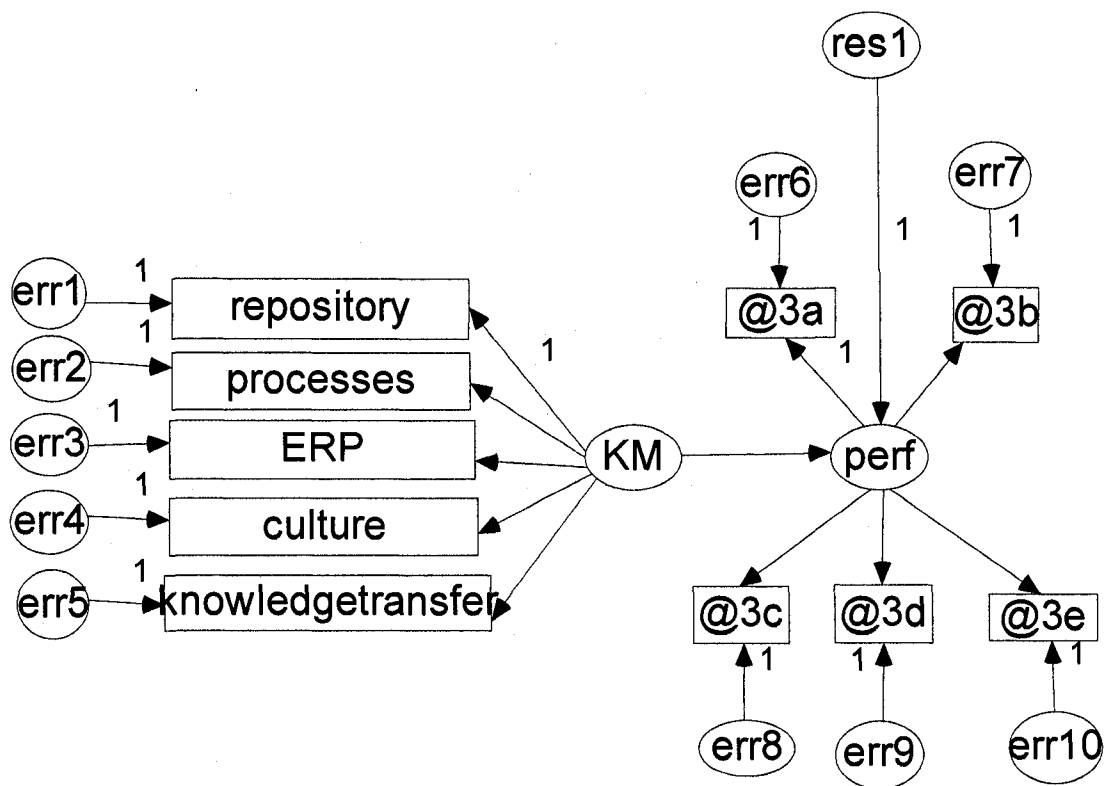 res1
err6
err7
1
1
1
@3a
@3b
1
err1
1
repository
err2
1
processes
1
err3
1
ERP
KM
perf
err4
1
culture
err5
1
knowledgetransfer
@3c
@3d
@3e
1
1
1
err8
err9
err10